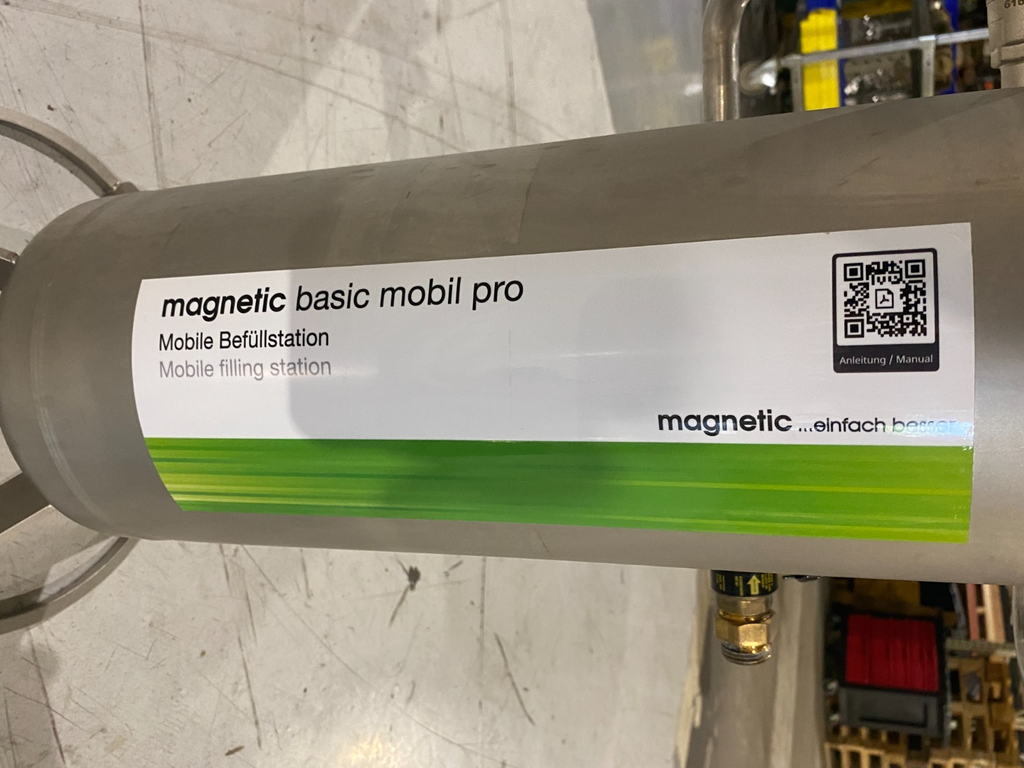 magnetic basic mobil pro
Mobile Befüllstation
Mobile filling station
Anleitung / Manual
magnetic ...einfach besser